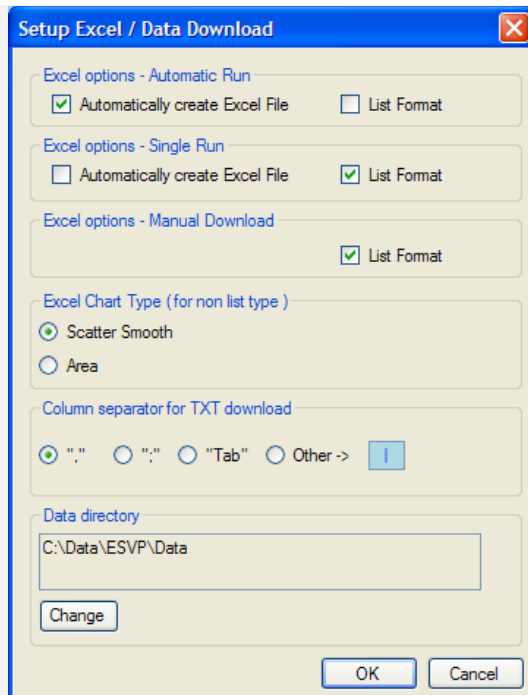 Setup Excel / Data Download
Excel options - Automatic Run
Automatically create Excel File List Format
Excel options - Single Run
Automatically create Excel File List Format
Excel options - Manual Download
List Format
Excel Chart Type ( for non list type )
Scatter Smooth
Area
Column separator for TXT download
"," ";" "Tab" Other -> |
Data directory
C:\Data\ESVP\Data
Change
OK Cancel